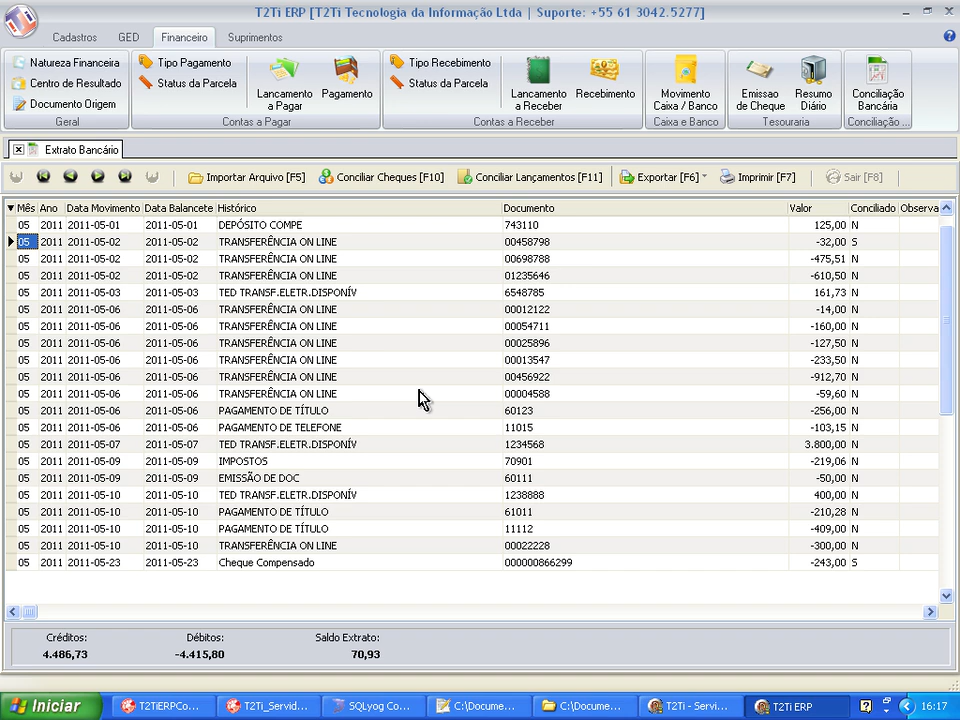 T2Ti ERP [T2Ti Tecnologia da Informação Ltda | Suporte: +55 61 3042.5277]
Cadastros GED Financeiro Suprimentos
Natureza Financeira
Centro de Resultado
Documento Origem
Geral
Tipo Pagamento
Status da Parcela
Lancamento a Pagar
Pagamento
Contas a Pagar
Tipo Recebimento
Status da Parcela
Lancamento a Receber
Recebimento
Contas a Receber
Movimento Caixa / Banco
Caixa e Banco
Emissao de Cheque
Resumo Diário
Tesouraria
Conciliação Bancária
Conciliação ...
Extrato Bancário
Importar Arquivo [F5] Conciliar Cheques [F10] Conciliar Lançamentos [F11] Exportar [F6] Imprimir [F7] Sair [F8]
Mês Ano Data Movimento Data Balancete Histórico Documento Valor Conciliado Observa
05 2011 2011-05-01 2011-05-01 DEPÓSITO COMPE 743110 125,00 N
05 2011 2011-05-02 2011-05-02 TRANSFERÊNCIA ON LINE 00458798 -32,00 S
05 2011 2011-05-02 2011-05-02 TRANSFERÊNCIA ON LINE 00698788 -475,51 N
05 2011 2011-05-02 2011-05-02 TRANSFERÊNCIA ON LINE 01235646 -610,50 N
05 2011 2011-05-03 2011-05-03 TED TRANSF.ELETR.DISPONÍV 6548785 161,73 N
05 2011 2011-05-06 2011-05-06 TRANSFERÊNCIA ON LINE 00012122 -14,00 N
05 2011 2011-05-06 2011-05-06 TRANSFERÊNCIA ON LINE 00054711 -160,00 N
05 2011 2011-05-06 2011-05-06 TRANSFERÊNCIA ON LINE 00025896 -127,50 N
05 2011 2011-05-06 2011-05-06 TRANSFERÊNCIA ON LINE 00013547 -233,50 N
05 2011 2011-05-06 2011-05-06 TRANSFERÊNCIA ON LINE 00456922 -912,70 N
05 2011 2011-05-06 2011-05-06 TRANSFERÊNCIA ON LINE 00004588 -59,60 N
05 2011 2011-05-06 2011-05-06 PAGAMENTO DE TÍTULO 60123 -256,00 N
05 2011 2011-05-06 2011-05-06 PAGAMENTO DE TELEFONE 11015 -103,15 N
05 2011 2011-05-07 2011-05-07 TED TRANSF.ELETR.DISPONÍV 1234568 3.800,00 N
05 2011 2011-05-09 2011-05-09 IMPOSTOS 70901 -219,06 N
05 2011 2011-05-09 2011-05-09 EMISSÃO DE DOC 60111 -50,00 N
05 2011 2011-05-10 2011-05-10 TED TRANSF.ELETR.DISPONÍV 1238888 400,00 N
05 2011 2011-05-10 2011-05-10 PAGAMENTO DE TÍTULO 61011 -210,28 N
05 2011 2011-05-10 2011-05-10 PAGAMENTO DE TÍTULO 11112 -409,00 N
05 2011 2011-05-10 2011-05-10 TRANSFERÊNCIA ON LINE 00022228 -300,00 N
05 2011 2011-05-23 2011-05-23 Cheque Compensado 000000866299 -243,00 S
Créditos: Débitos: Saldo Extrato:
4.486,73 -4.415,80 70,93
Iniciar T2TiERPCo... T2Ti_Servid... SQLyog Co... C:\Docume... C:\Docume... T2Ti - Servi... T2Ti ERP 16:17